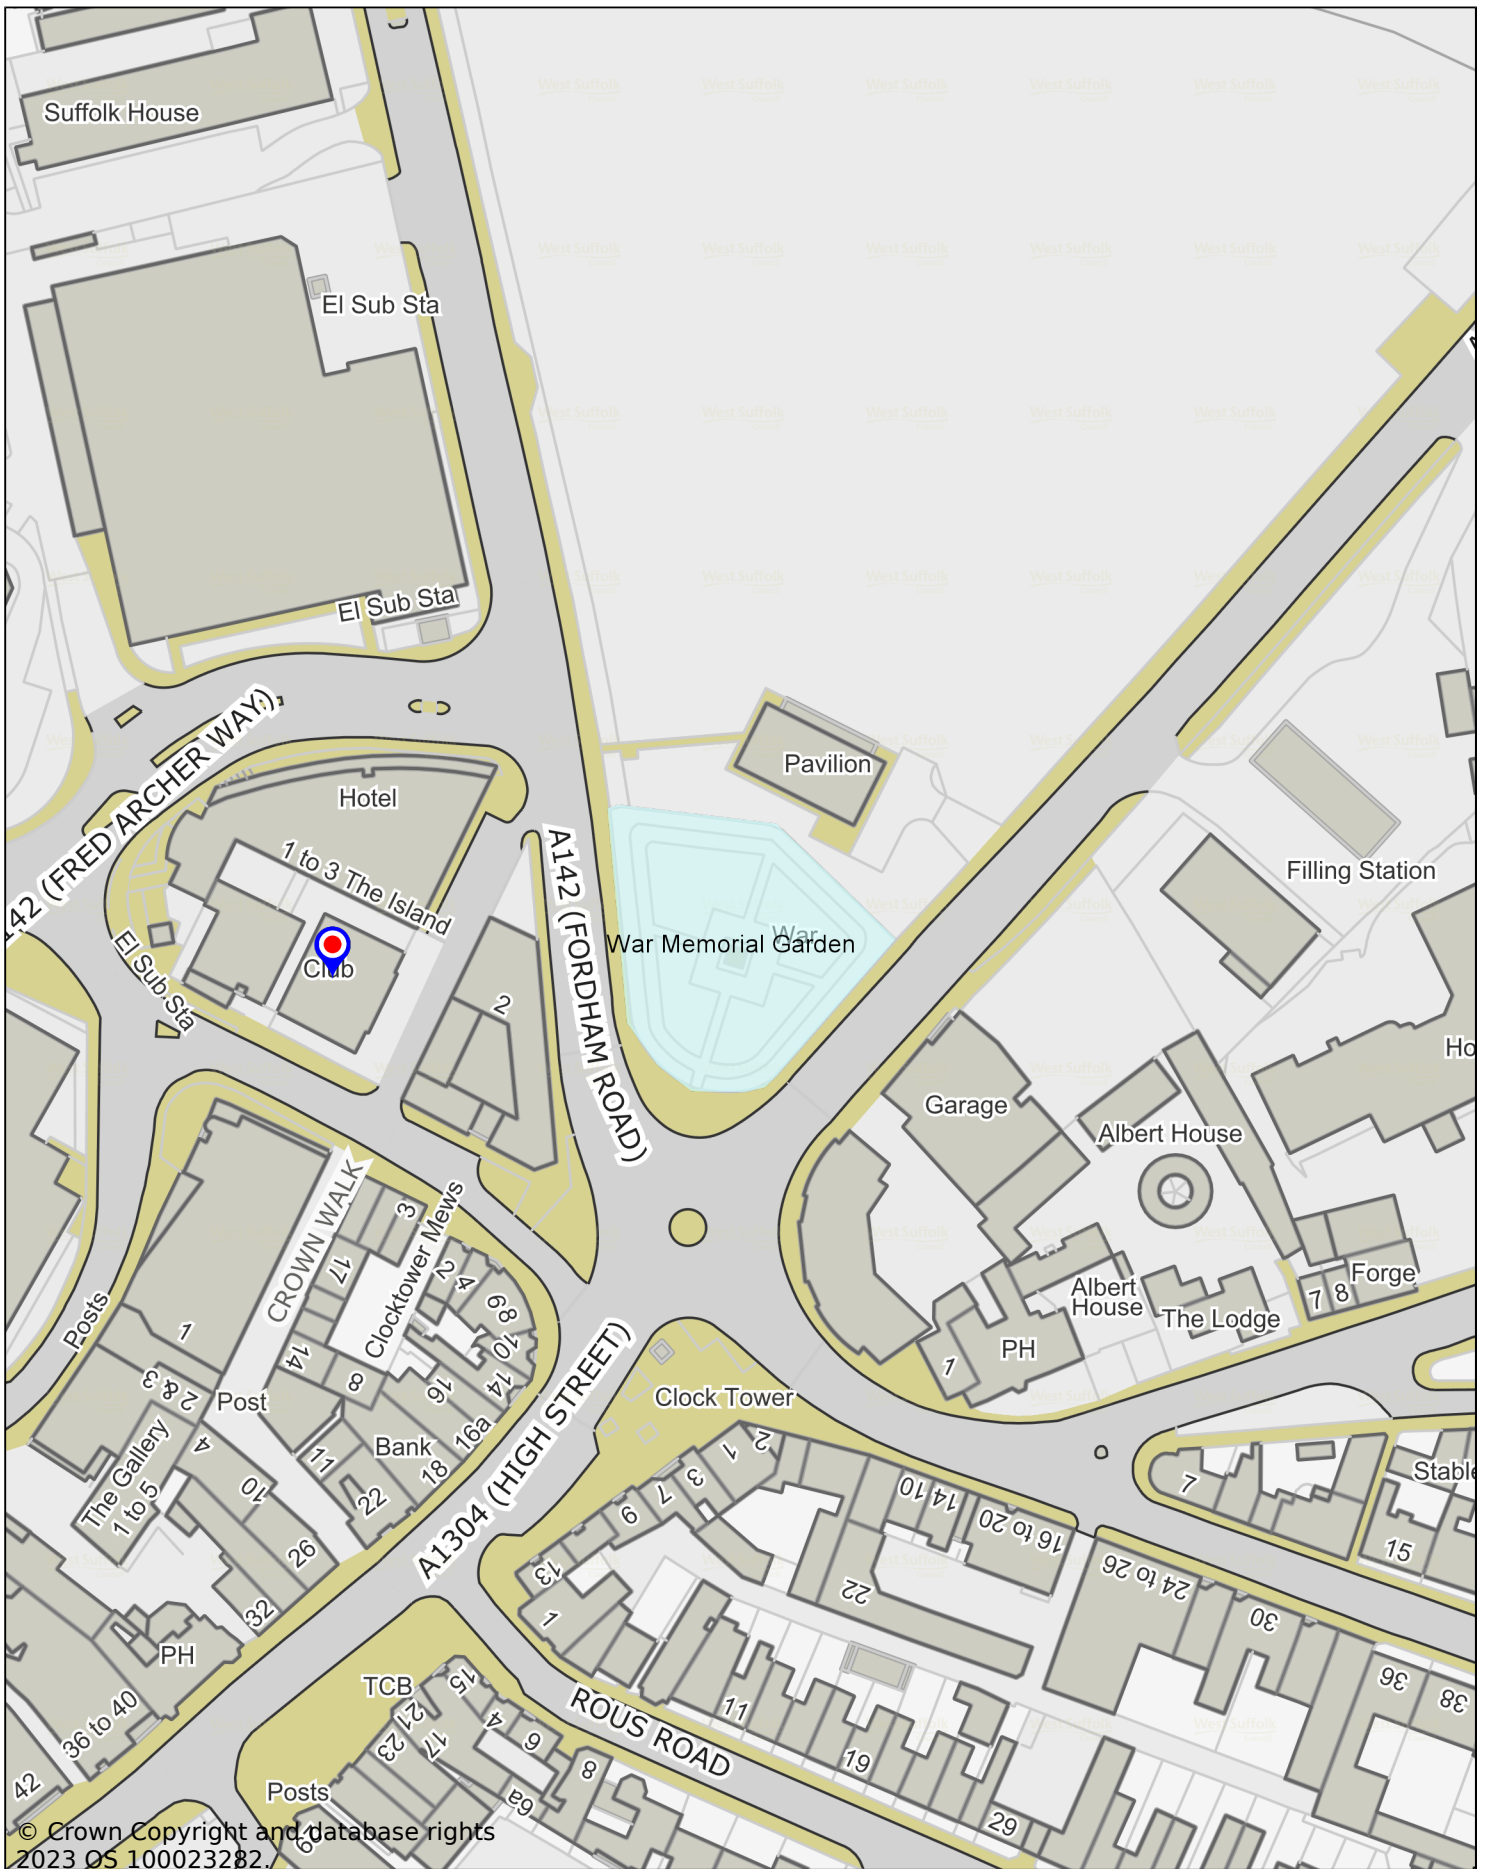 Suffolk House
El Sub Sta
El Sub Sta
Pavilion
Hotel
142 (FRED ARCHER WAY)
1 to 3 The Island
Filling Station
A142 (FORDHAM ROAD)
War
War Memorial Garden
Club
El Sub Sta
2
Ho
Garage
Albert House
CROWN WALK
3
Clocktower Mews
17
2
4
6
8
10
14
Forge
7
8
Albert
House
The Lodge
PH
1
Posts
1
14
8
16
16a
18
Clock Tower
2 & 3
Post
4
Bank
11
22
The Gallery
1 to 5
10
26
A1304 (HIGH STREET)
1
2
3
7
9
10
14
16 to 20
7
Stable
15
13
1
22
24 to 26
30
32
PH
36 to 40
42
TCB
15
21
17
23
4
6
8
6a
ROUS ROAD
11
19
29
36
38
Posts
© Crown Copyright and database rights
2023 OS 100023282.
West Suffolk